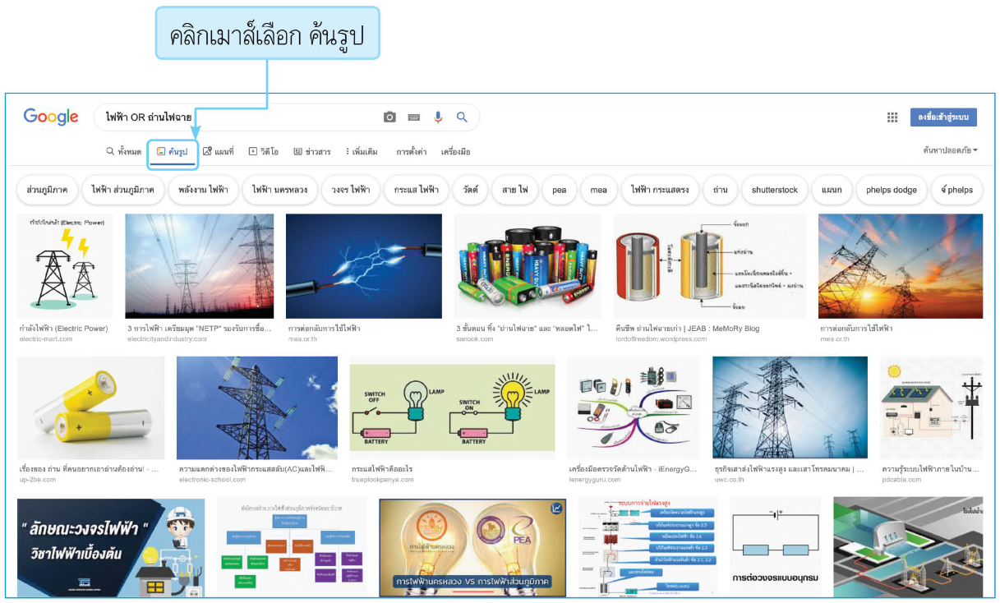 คลิกเมาส์เลือก ค้นรูป
Google
ไฟฟ้า OR ถ่านไฟฉาย
ลงชื่อเข้าสู่ระบบ
ทั้งหมด ค้นรูป แผนที่ วิดีโอ ข่าวสาร เพิ่มเติม การตั้งค่า เครื่องมือ ค้นหาปลอดภัย
ส่วนภูมิภาค ไฟฟ้า ส่วนภูมิภาค พลังงาน ไฟฟ้า ไฟฟ้า นครหลวง วงจร ไฟฟ้า กระแส ไฟฟ้า วัตต์ สาย ไฟ pea mea ไฟฟ้า กระแสตรง ถ่าน shutterstock แผนก phelps dodge จ์ phelps
กำลังไฟฟ้า (Electric Power)
ขั้วบวก
แท่งถ่าน
ขั้วลบ
กำลังไฟฟ้า (Electric Power) 3 การไฟฟ้า เตรียมผุด "NETP" รองรับการซื้อ... การต่อกลับการใช้ไฟฟ้า 3 ขั้นตอน ทิ้ง "ถ่านไฟฉาย" และ "หลอดไฟ" ใ... คืนชีพ ถ่านไฟฉายเก่า | JEAB : MeMoRy Blog การต่อกลับการใช้ไฟฟ้า
electric-mart.com electricityandindustry.com mea.or.th sanook.com lordoffreedom.wordpress.com mea.or.th
SWITCH OFF LAMP BATTERY
SWITCH ON LAMP BATTERY
เรื่องของ ถ่าน ที่คนอยากเอาถ่านต้องอ่าน! - ... ความแตกต่างของไฟฟ้ากระแสสลับ(AC)และไฟฟ้... กระแสไฟฟ้าคืออะไร เครื่องมือตรวจวัดด้านไฟฟ้า - iEnergyG... ธุรกิจเสาส่งไฟฟ้าแรงสูง และเสาโทรคมนาคม | ... ความรู้ระบบไฟฟ้าภายในบ้าน...
up-2be.com electronic-school.com trueplookpanya.com ienergyguru.com uwc.co.th pdcable.com
" ลักษณะวงจรไฟฟ้า "
วิชาไฟฟ้าเบื้องต้น
การไฟฟ้านครหลวง
PEA
การไฟฟ้านครหลวง VS การไฟฟ้าส่วนภูมิภาค
ระบบการจ่ายไฟแรงสูง
การต่อวงจรแบบอนุกรม